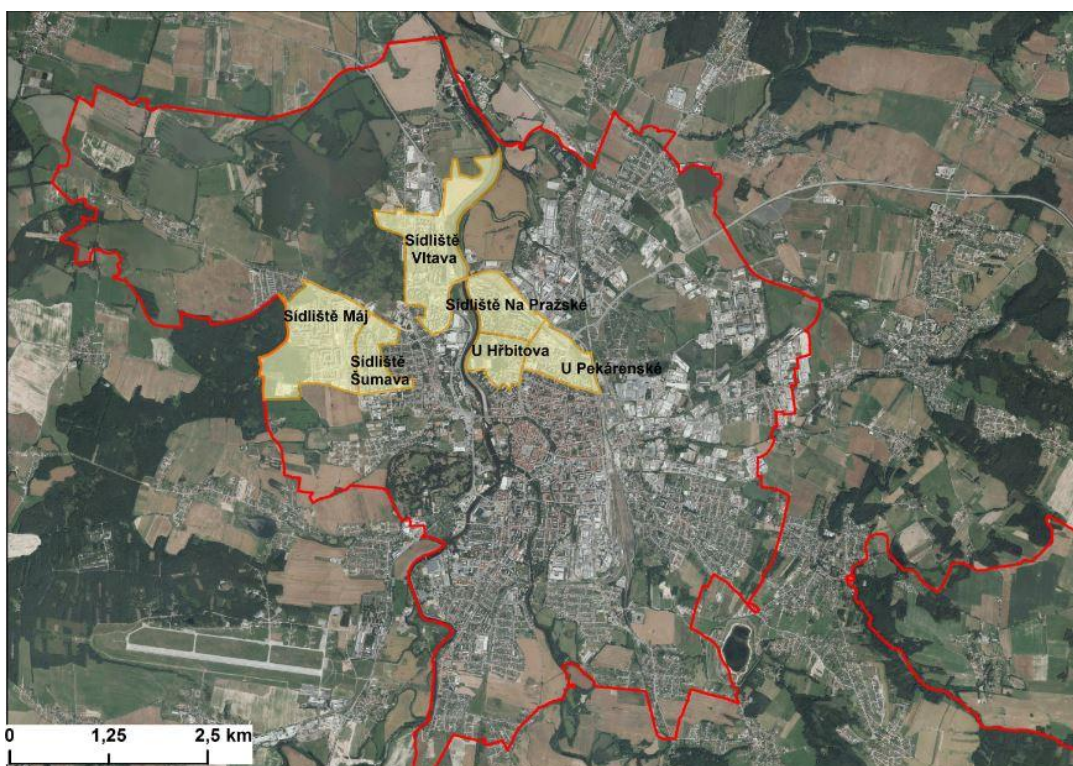 Sídliště
Vltava
Sídliště Na Pražské
Sídliště Máj
U Hřbitova
Sídliště
Šumava
U Pekárenské
0 1,25 2,5 km